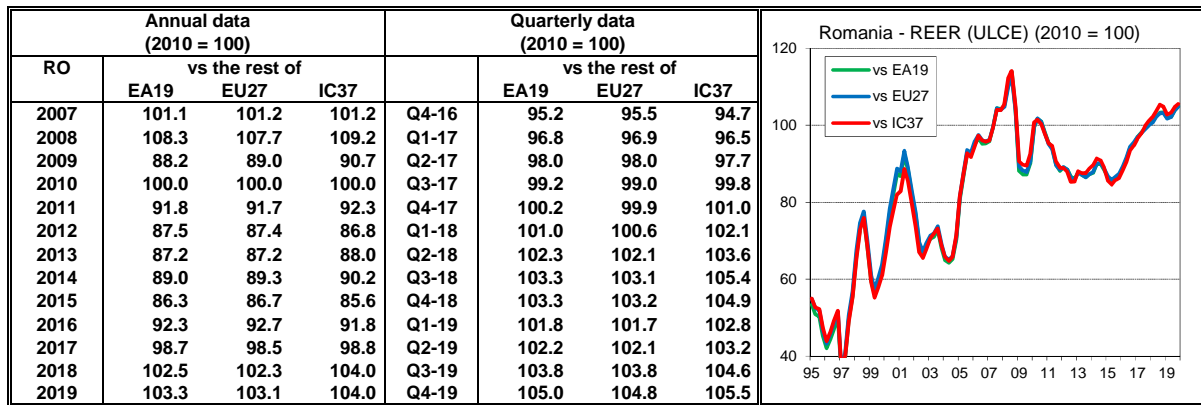 Annual data Quarterly data
(2010 = 100) (2010 = 100)
RO vs the rest of vs the rest of
EA19 EU27 IC37 EA19 EU27 IC37
2007 101.1 101.2 101.2 Q4-16 95.2 95.5 94.7
2008 108.3 107.7 109.2 Q1-17 96.8 96.9 96.5
2009 88.2 89.0 90.7 Q2-17 98.0 98.0 97.7
2010 100.0 100.0 100.0 Q3-17 99.2 99.0 99.8
2011 91.8 91.7 92.3 Q4-17 100.2 99.9 101.0
2012 87.5 87.4 86.8 Q1-18 101.0 100.6 102.1
2013 87.2 87.2 88.0 Q2-18 102.3 102.1 103.6
2014 89.0 89.3 90.2 Q3-18 103.3 103.1 105.4
2015 86.3 86.7 85.6 Q4-18 103.3 103.2 104.9
2016 92.3 92.7 91.8 Q1-19 101.8 101.7 102.8
2017 98.7 98.5 98.8 Q2-19 102.2 102.1 103.2
2018 102.5 102.3 104.0 Q3-19 103.8 103.8 104.6
2019 103.3 103.1 104.0 Q4-19 105.0 104.8 105.5
Romania - REER (ULCE) (2010 = 100)
120
100
80
60
40
vs EA19
vs EU27
vs IC37
95 97 99 01 03 05 07 09 11 13 15 17 19